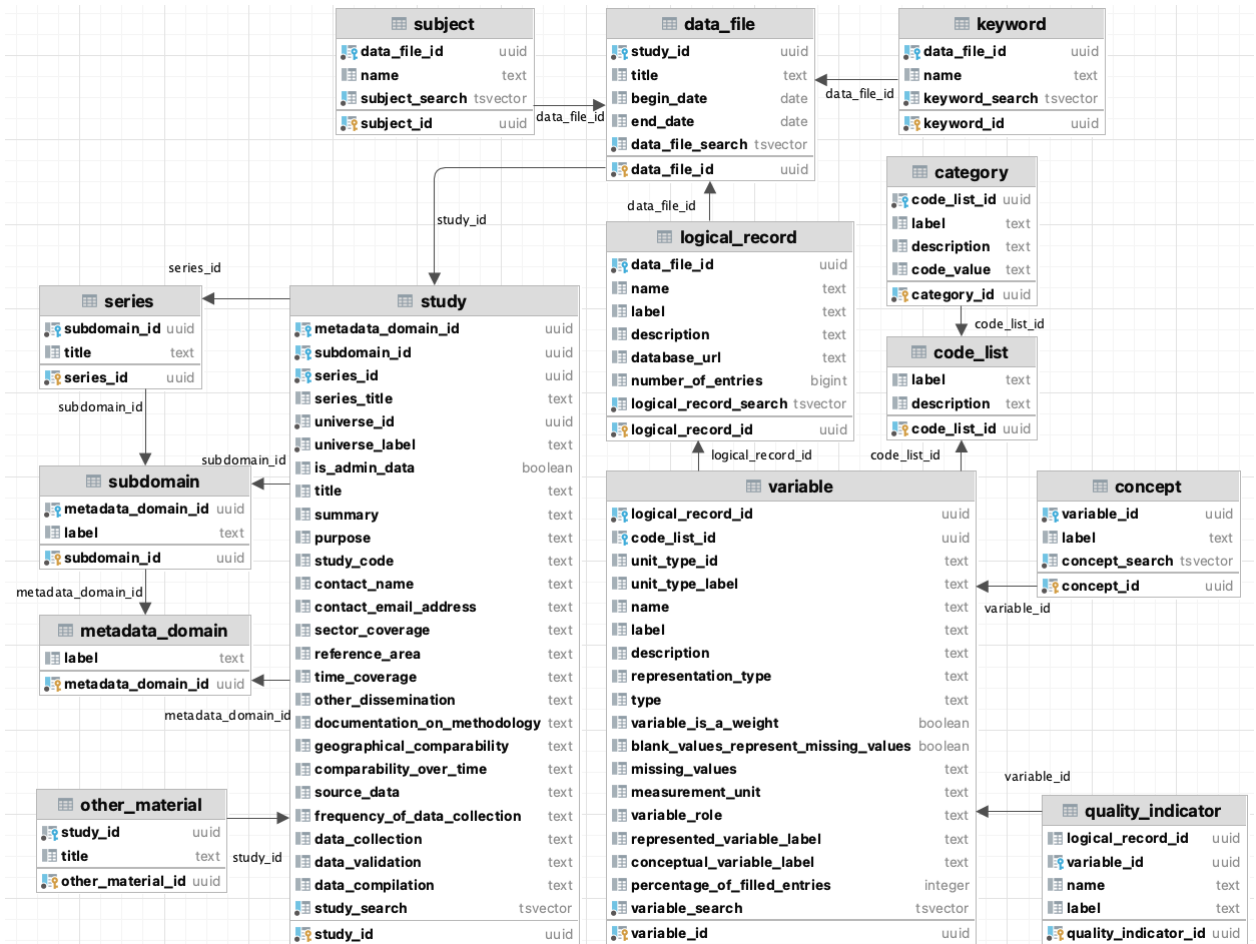 subject
data_file_id uuid
name text
subject_search tsvector
subject_id uuid
data_file_id
data_file
study_id uuid
title text
begin_date date
end_date date
data_file_search tsvector
data_file_id uuid
keyword
data_file_id uuid
name text
keyword_search tsvector
keyword_id uuid
data_file_id
study_id
data_file_id
category
code_list_id uuid
label text
description text
code_value text
category_id uuid
code_list_id
logical_record
data_file_id uuid
name text
label text
description text
database_url text
number_of_entries bigint
logical_record_search tsvector
logical_record_id uuid
code_list
label text
description text
code_list_id uuid
series_id
series
subdomain_id uuid
title text
series_id uuid
subdomain_id
subdomain_id
subdomain
metadata_domain_id uuid
label text
subdomain_id uuid
metadata_domain_id
metadata_domain
label text
metadata_domain_id uuid
metadata_domain_id
other_material
study_id uuid
title text
other_material_id uuid
study_id
study
metadata_domain_id uuid
subdomain_id uuid
series_id uuid
series_title text
universe_id uuid
universe_label text
is_admin_data boolean
title text
summary text
purpose text
study_code text
contact_name text
contact_email_address text
sector_coverage text
reference_area text
time_coverage text
other_dissemination text
documentation_on_methodology text
geographical_comparability text
comparability_over_time text
source_data text
frequency_of_data_collection text
data_collection text
data_validation text
data_compilation text
study_search tsvector
study_id uuid
logical_record_id
code_list_id
variable
logical_record_id uuid
code_list_id uuid
unit_type_id text
unit_type_label text
name text
label text
description text
representation_type text
type text
variable_is_a_weight boolean
blank_values_represent_missing_values boolean
missing_values text
measurement_unit text
variable_role text
represented_variable_label text
conceptual_variable_label text
percentage_of_filled_entries integer
variable_search tsvector
variable_id uuid
concept
variable_id uuid
label text
concept_search tsvector
concept_id uuid
variable_id
variable_id
quality_indicator
logical_record_id uuid
variable_id uuid
name text
label text
quality_indicator_id uuid